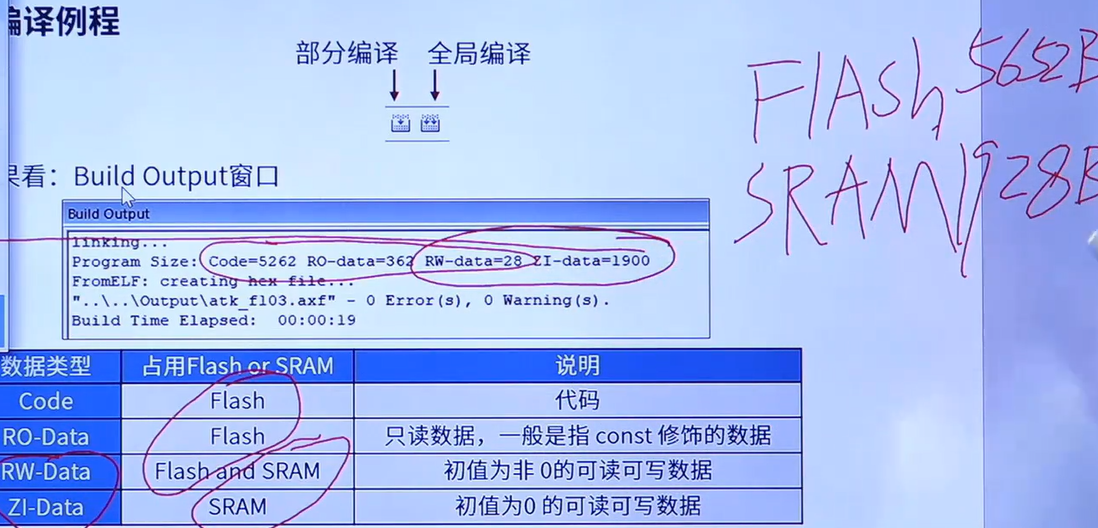 编译例程
部分编译 全局编译
FlAsh 5652B
SRAM 1928B
果看：Build Output窗口
Build Output
linking...
Program Size: Code=5262 RO-data=362 RW-data=28 ZI-data=1900
FromELF: creating hex file...
"..\..\Output\atk_f103.axf" - 0 Error(s), 0 Warning(s).
Build Time Elapsed:  00:00:19
数据类型 占用Flash or SRAM 说明
Code Flash 代码
RO-Data Flash 只读数据，一般是指 const 修饰的数据
RW-Data Flash and SRAM 初值为非 0的可读可写数据
ZI-Data SRAM 初值为0 的可读可写数据